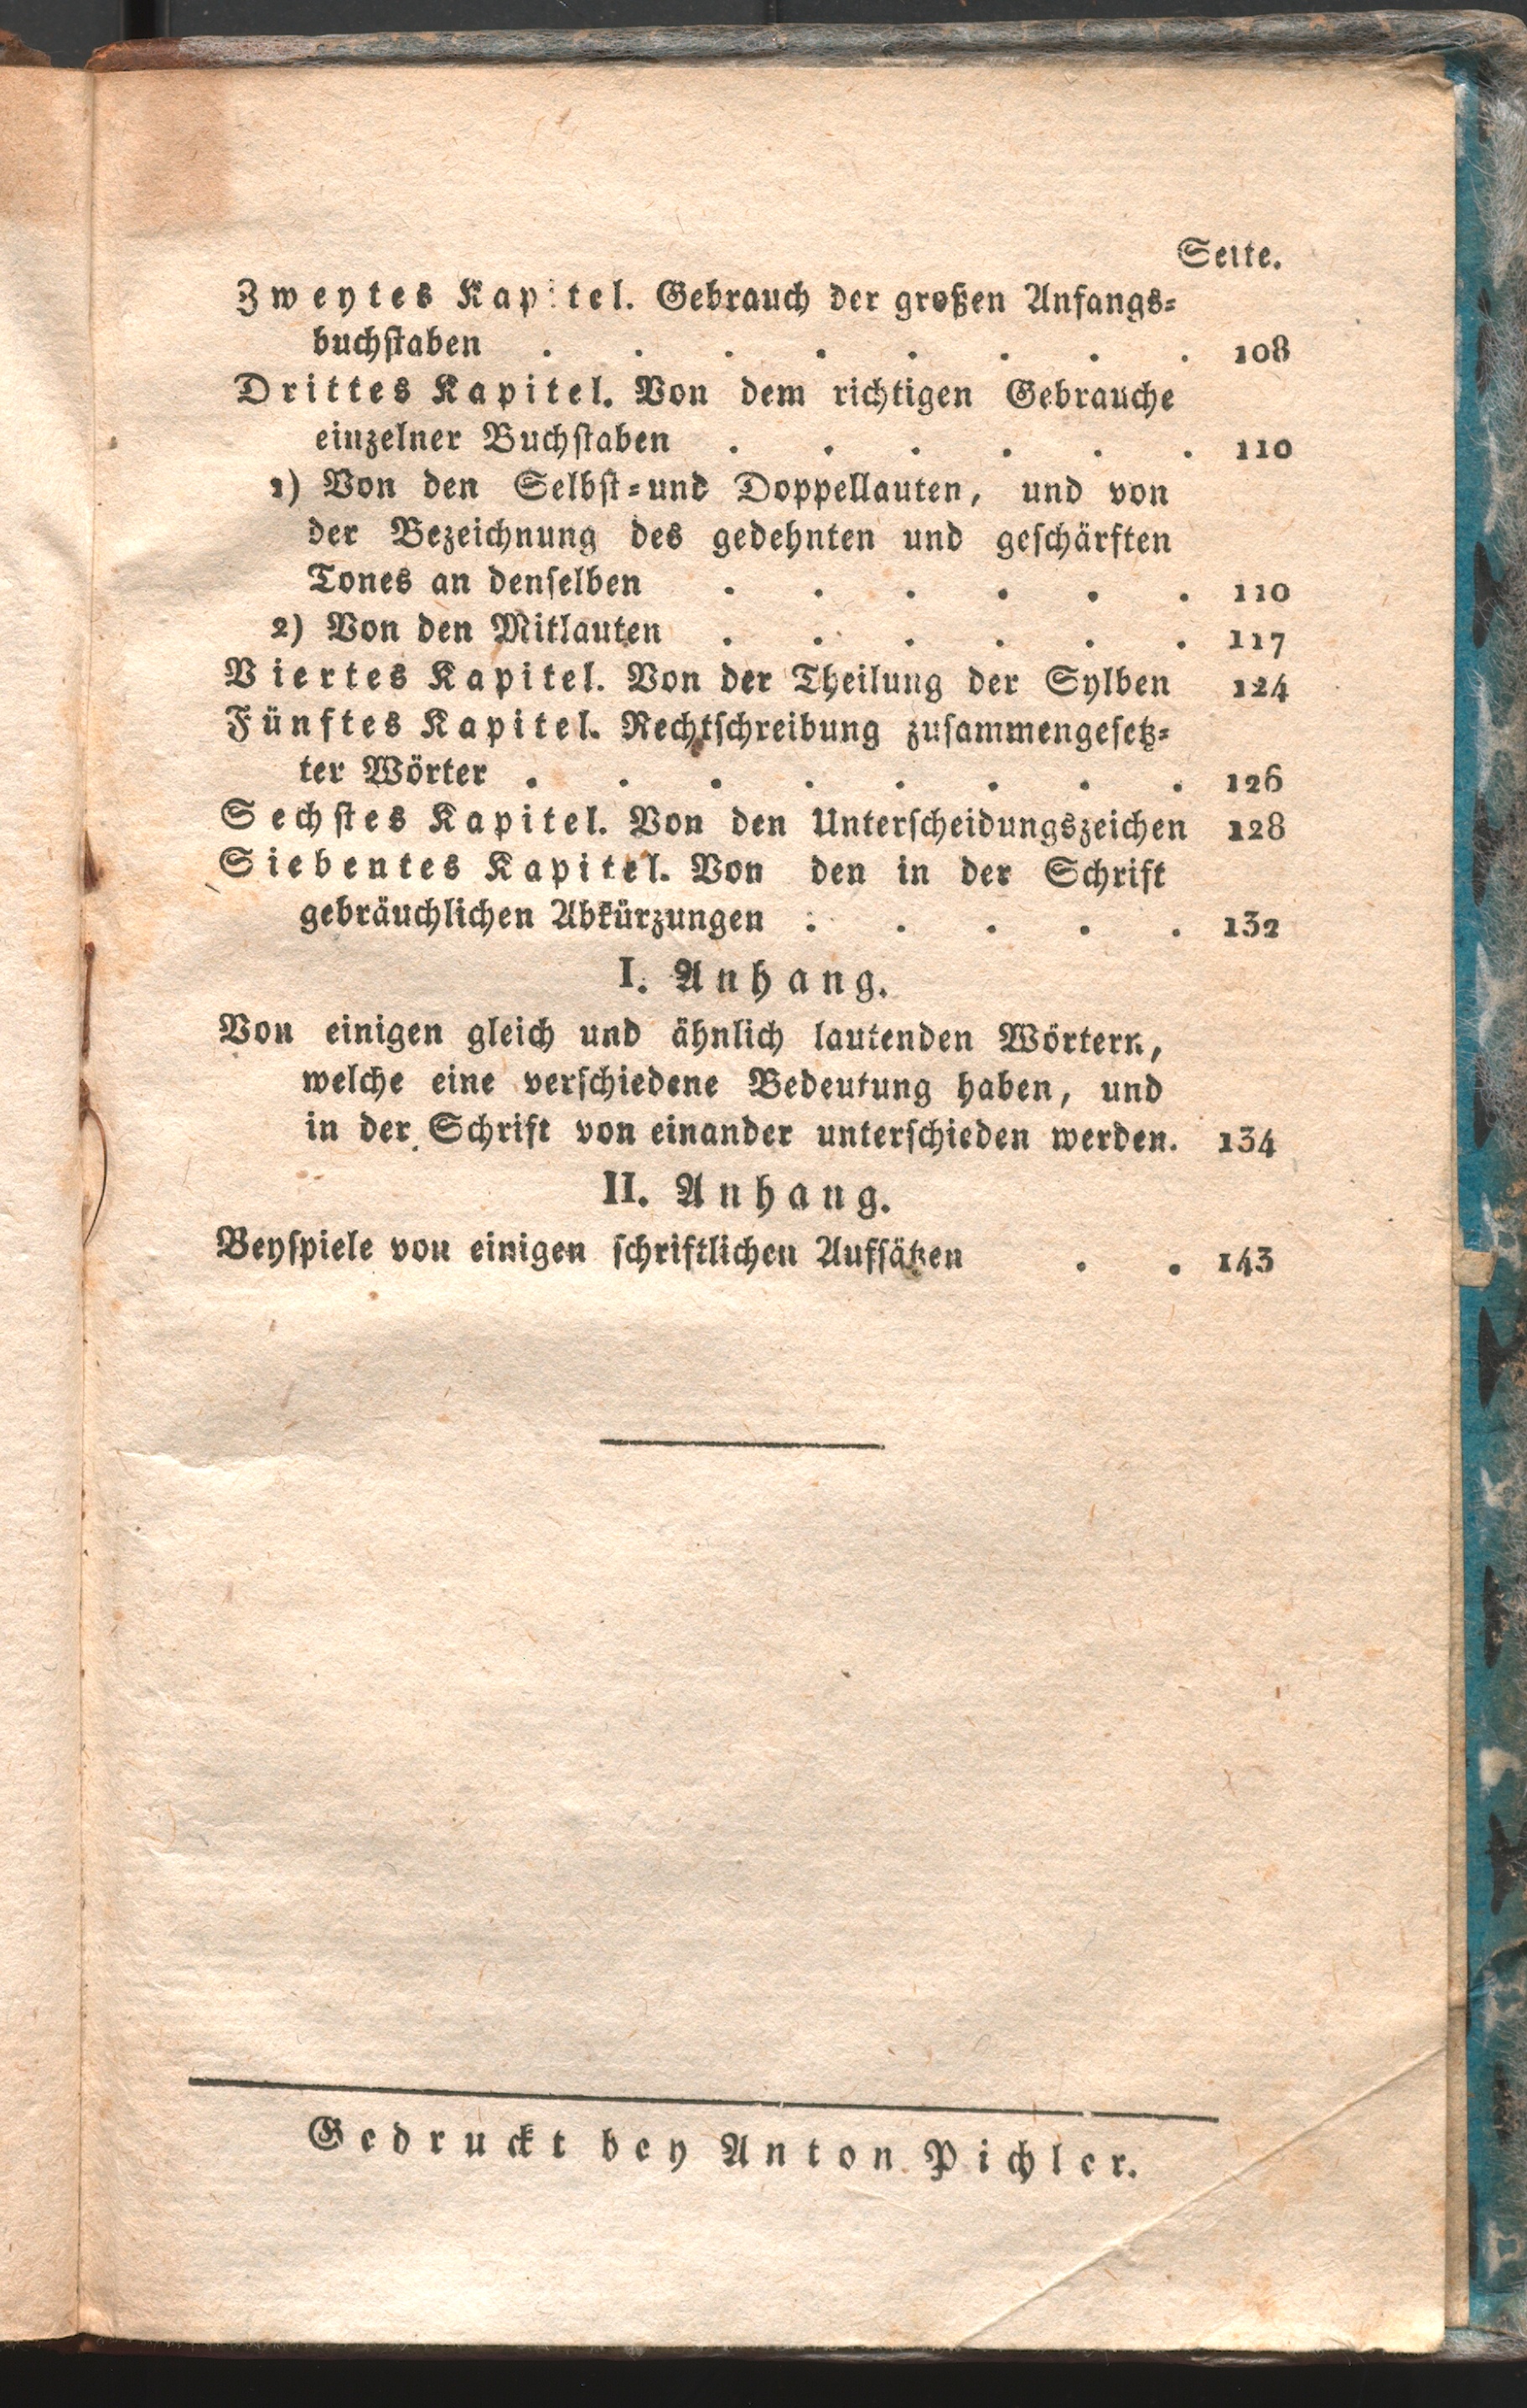 Seite.
Zweytes Kapitel. Gebrauch der großen Anfangs-
buchstaben . . . . . . . . 108
Drittes Kapitel. Von dem richtigen Gebrauche
einzelner Buchstaben . . . . . . 110
1) Von den Selbst- und Doppellauten, und von
der Bezeichnung des gedehnten und geschärften
Tones an denselben . . . . . . 110
2) Von den Mitlauten . . . . . . 117
Viertes Kapitel. Von der Theilung der Sylben 124
Fünftes Kapitel. Rechtschreibung zusammengesetz-
ter Wörter . . . . . . . . 126
Sechstes Kapitel. Von den Unterscheidungszeichen 128
Siebentes Kapitel. Von den in der Schrift
gebräuchlichen Abkürzungen . . . . . 132
I. Anhang.
Von einigen gleich und ähnlich lautenden Wörtern,
welche eine verschiedene Bedeutung haben, und
in der Schrift von einander unterschieden werden. 134
II. Anhang.
Beyspiele von einigen schriftlichen Aufsätzen . . 143
Gedruckt bey Anton Pichler.